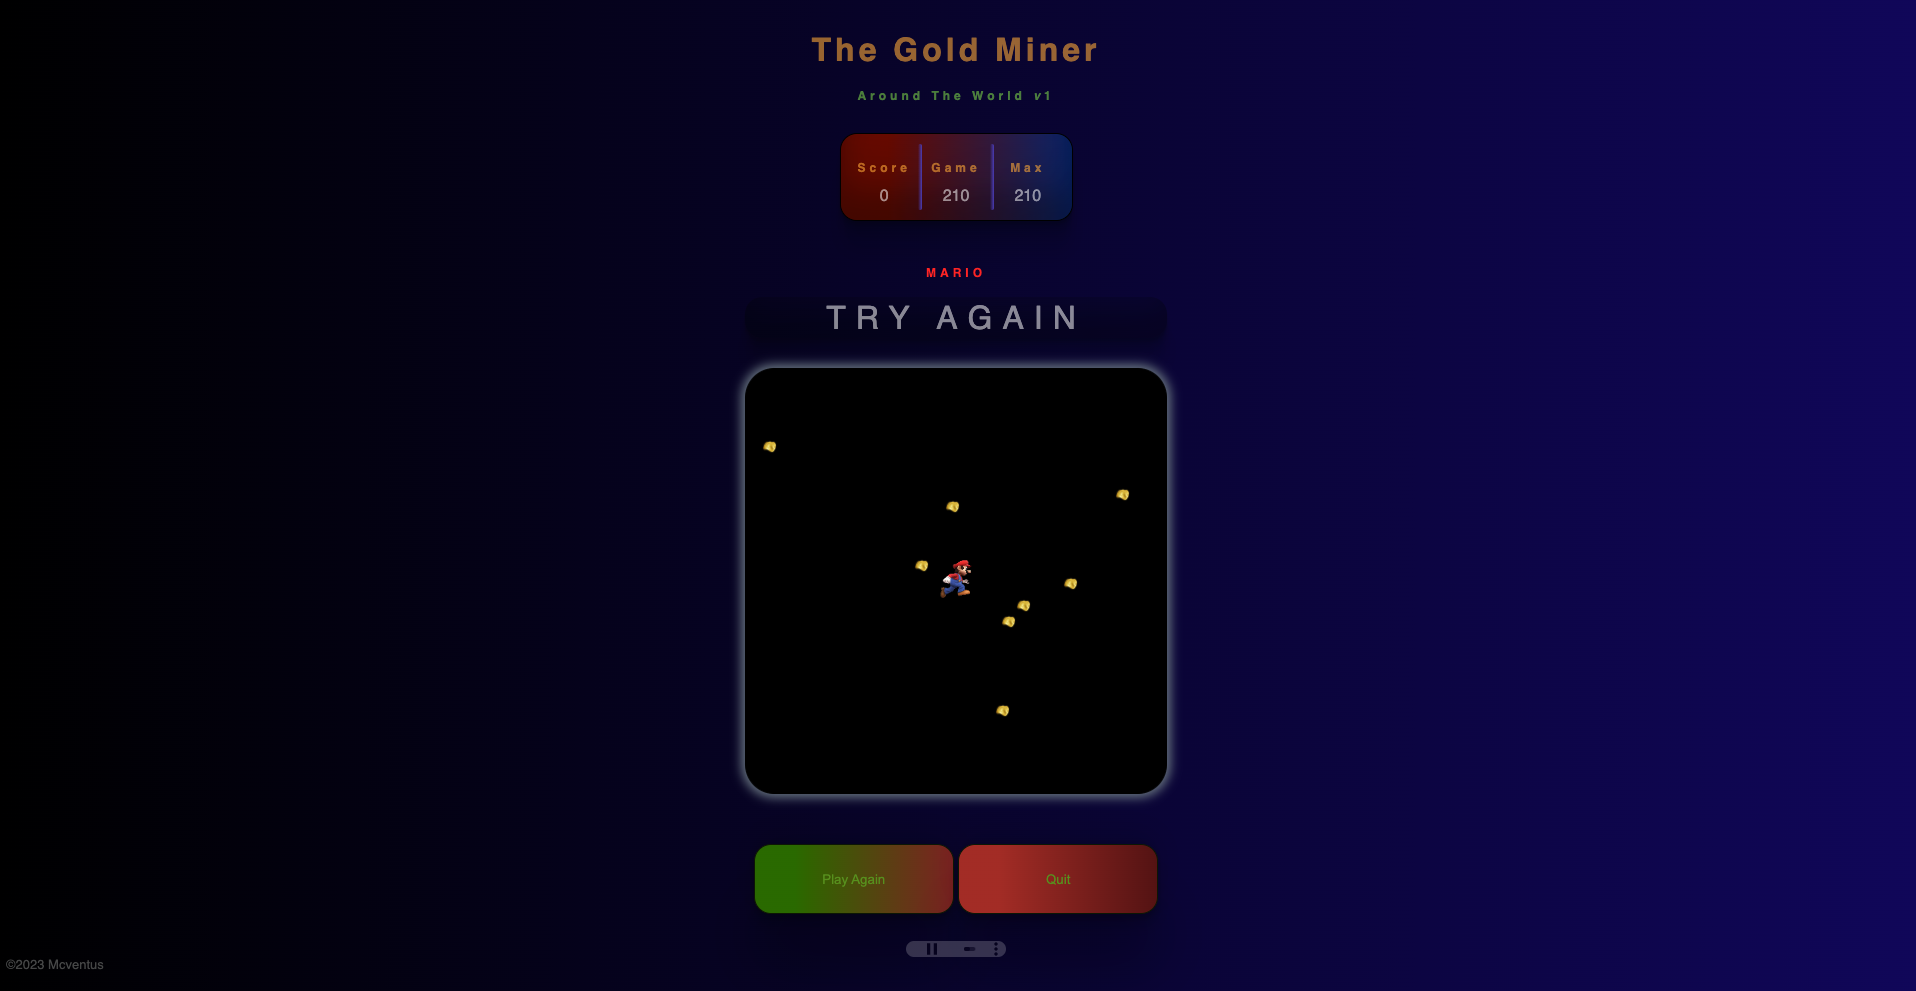 The Gold Miner
Around The World v1
Score Game Max
0 210 210
MARIO
TRY AGAIN
Play Again Quit
©2023 Mcventus